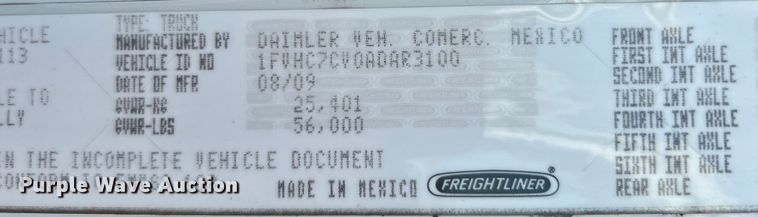 TYPE: TRUCK
HICLE MANUFACTURED BY DAIMLER VEH. COMERC. MEXICO FRONT AXLE
113 VEHICLE ID NO 1FVHC7CV0ADAR3100 FIRST INT AXLE
DATE OF MFR 08/09 SECOND INT AXLE
LE TO GVWR-KG 25,401 THIRD INT AXLE
LLY GVWR-LBS 56,000 FOURTH INT AXLE
FIFTH INT AXLE
EN THE INCOMPLETE VEHICLE DOCUMENT SIXTH INT AXLE
MADE IN MEXICO FREIGHTLINER REAR AXLE
Purple Wave Auction